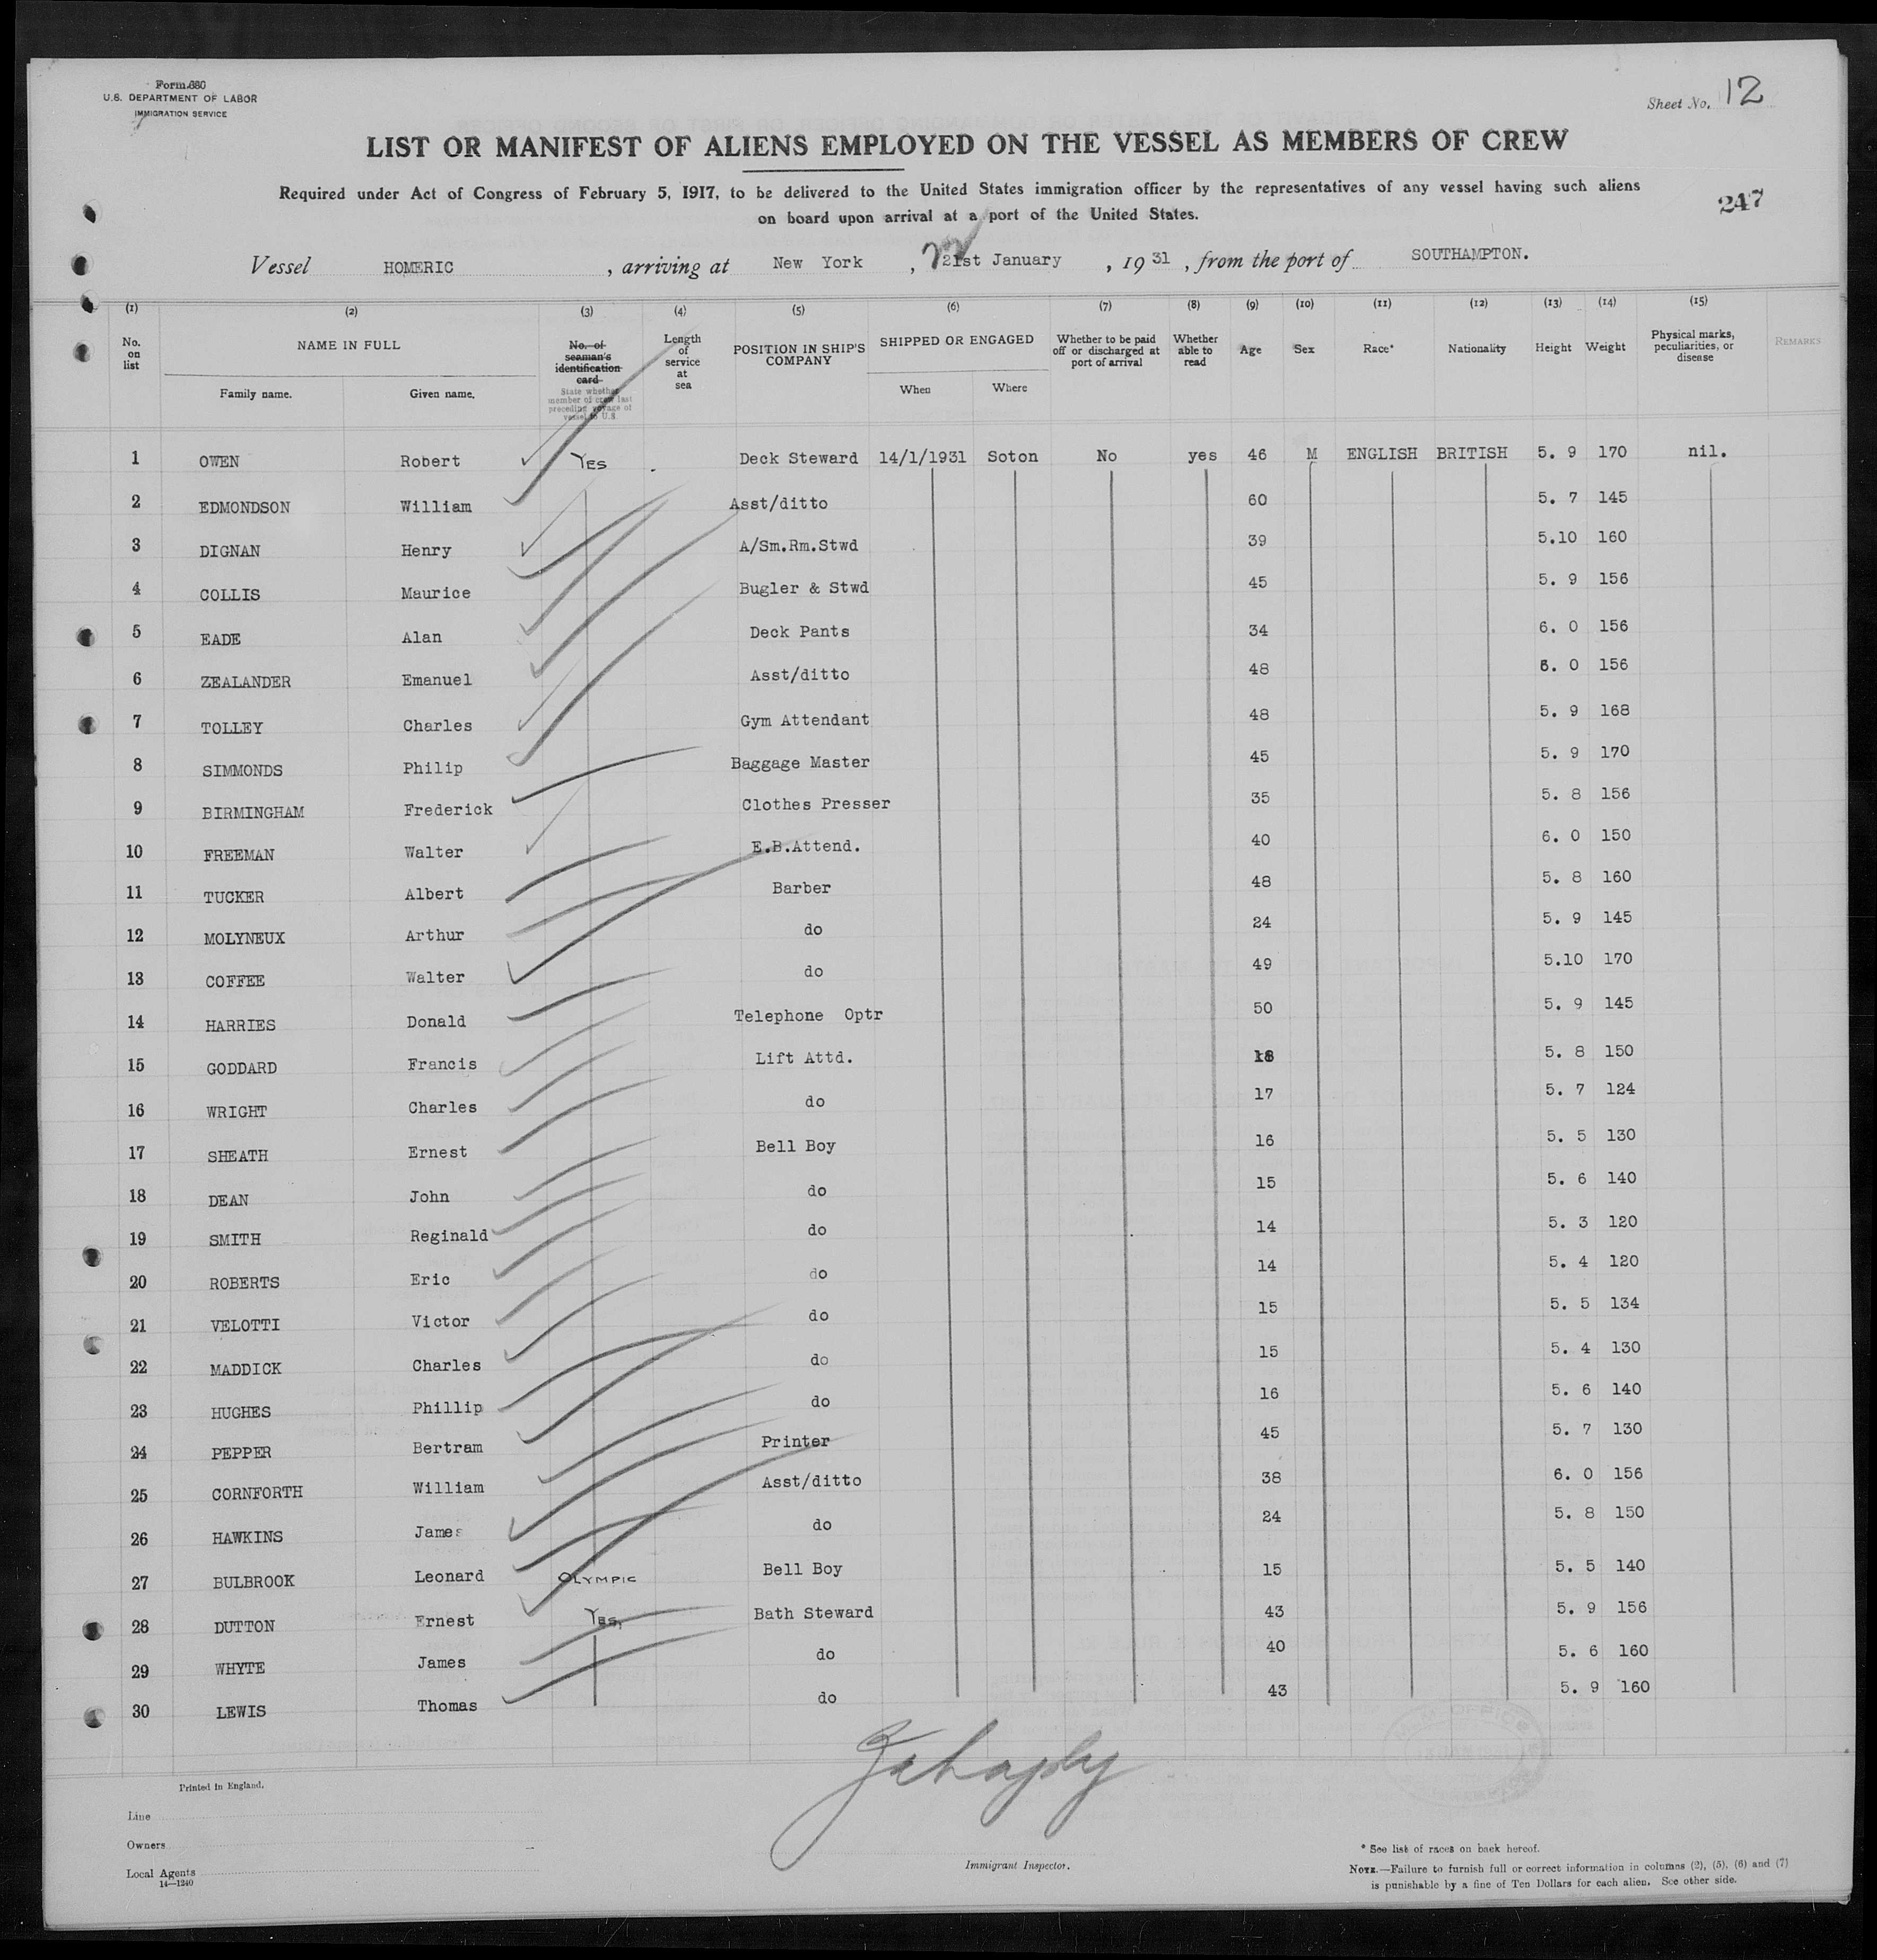 Form 680
U.S. DEPARTMENT OF LABOR
IMMIGRATION SERVICE
Sheet No. 12
LIST OR MANIFEST OF ALIENS EMPLOYED ON THE VESSEL AS MEMBERS OF CREW
Required under Act of Congress of February 5, 1917, to be delivered to the United States immigration officer by the representatives of any vessel having such aliens
on board upon arrival at a port of the United States.
247
Vessel HOMERIC , arriving at New York , 21st January , 19 31 , from the port of SOUTHAMPTON.
(1) (2) (3) (4) (5) (6) (7) (8) (9) (10) (11) (12) (13) (14) (15)
No. on list NAME IN FULL Family name. Given name. No. of seaman's identification card State whether member of crew last preceding voyage of vessel to U.S. Length of service at sea POSITION IN SHIP'S COMPANY SHIPPED OR ENGAGED When Where Whether to be paid off or discharged at port of arrival Whether able to read Age Sex Race* Nationality Height Weight Physical marks, peculiarities, or disease REMARKS
1 OWEN Robert YES Deck Steward 14/1/1931 Soton No yes 46 M ENGLISH BRITISH 5. 9 170 nil.
2 EDMONDSON William Asst/ditto 60 5. 7 145
3 DIGNAN Henry A/Sm.Rm.Stwd 39 5.10 160
4 COLLIS Maurice Bugler & Stwd 45 5. 9 156
5 EADE Alan Deck Pants 34 6. 0 156
6 ZEALANDER Emanuel Asst/ditto 48 6. 0 156
7 TOLLEY Charles Gym Attendant 48 5. 9 168
8 SIMMONDS Philip Baggage Master 45 5. 9 170
9 BIRMINGHAM Frederick Clothes Presser 35 5. 8 156
10 FREEMAN Walter E.B.Attend. 40 6. 0 150
11 TUCKER Albert Barber 48 5. 8 160
12 MOLYNEUX Arthur do 24 5. 9 145
13 COFFEE Walter do 49 5.10 170
14 HARRIES Donald Telephone Optr 50 5. 9 145
15 GODDARD Francis Lift Attd. 18 5. 8 150
16 WRIGHT Charles do 17 5. 7 124
17 SHEATH Ernest Bell Boy 16 5. 5 130
18 DEAN John do 15 5. 6 140
19 SMITH Reginald do 14 5. 3 120
20 ROBERTS Eric do 14 5. 4 120
21 VELOTTI Victor do 15 5. 5 134
22 MADDICK Charles do 15 5. 4 130
23 HUGHES Phillip do 16 5. 6 140
24 PEPPER Bertram Printer 45 5. 7 130
25 CORNFORTH William Asst/ditto 38 6. 0 156
26 HAWKINS James do 24 5. 8 150
27 BULBROOK Leonard OLYMPIC Bell Boy 15 5. 5 140
28 DUTTON Ernest YES, Bath Steward 43 5. 9 156
29 WHYTE James do 40 5. 6 160
30 LEWIS Thomas do 43 5. 9 160
Printed in England.
Line
Owners
Local Agents
14—1240
Immigrant Inspector.
* See list of races on back hereof.
NOTE.—Failure to furnish full or correct information in columns (2), (5), (6) and (7)
is punishable by a fine of Ten Dollars for each alien. See other side.